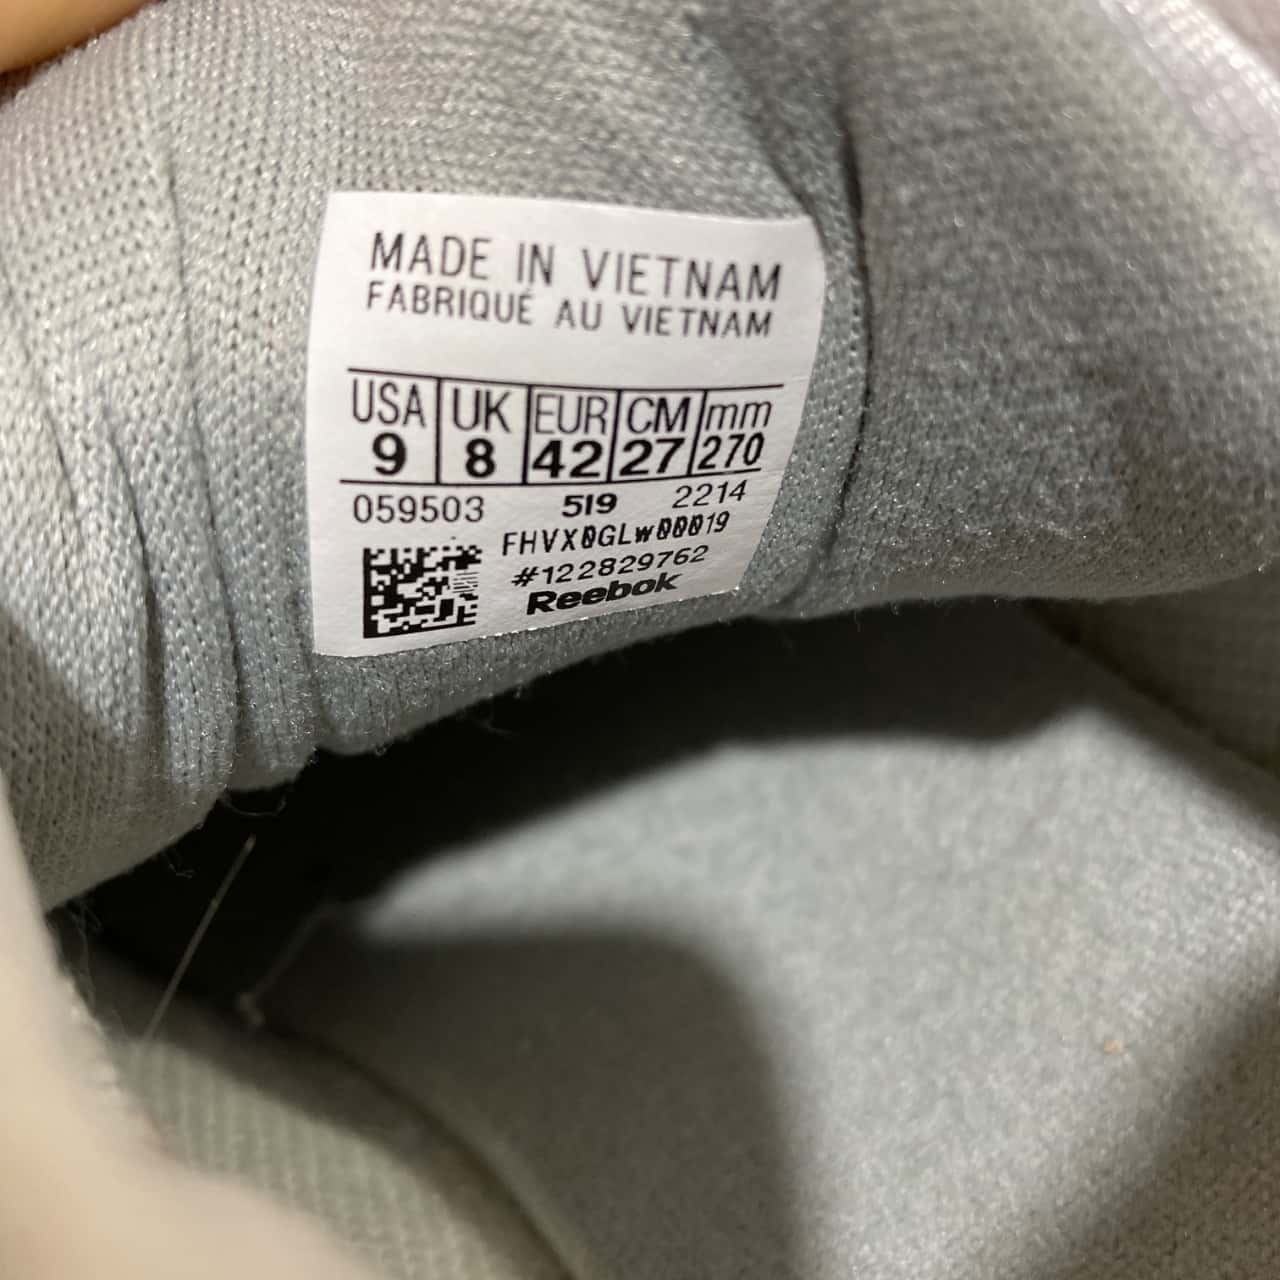 MADE IN VIETNAM
FABRIQUÉ AU VIETNAM
USA UK EUR CM mm
9 8 42 27 270
059503 519 2214
FHVX0GLw00019
#122829762
Reebok